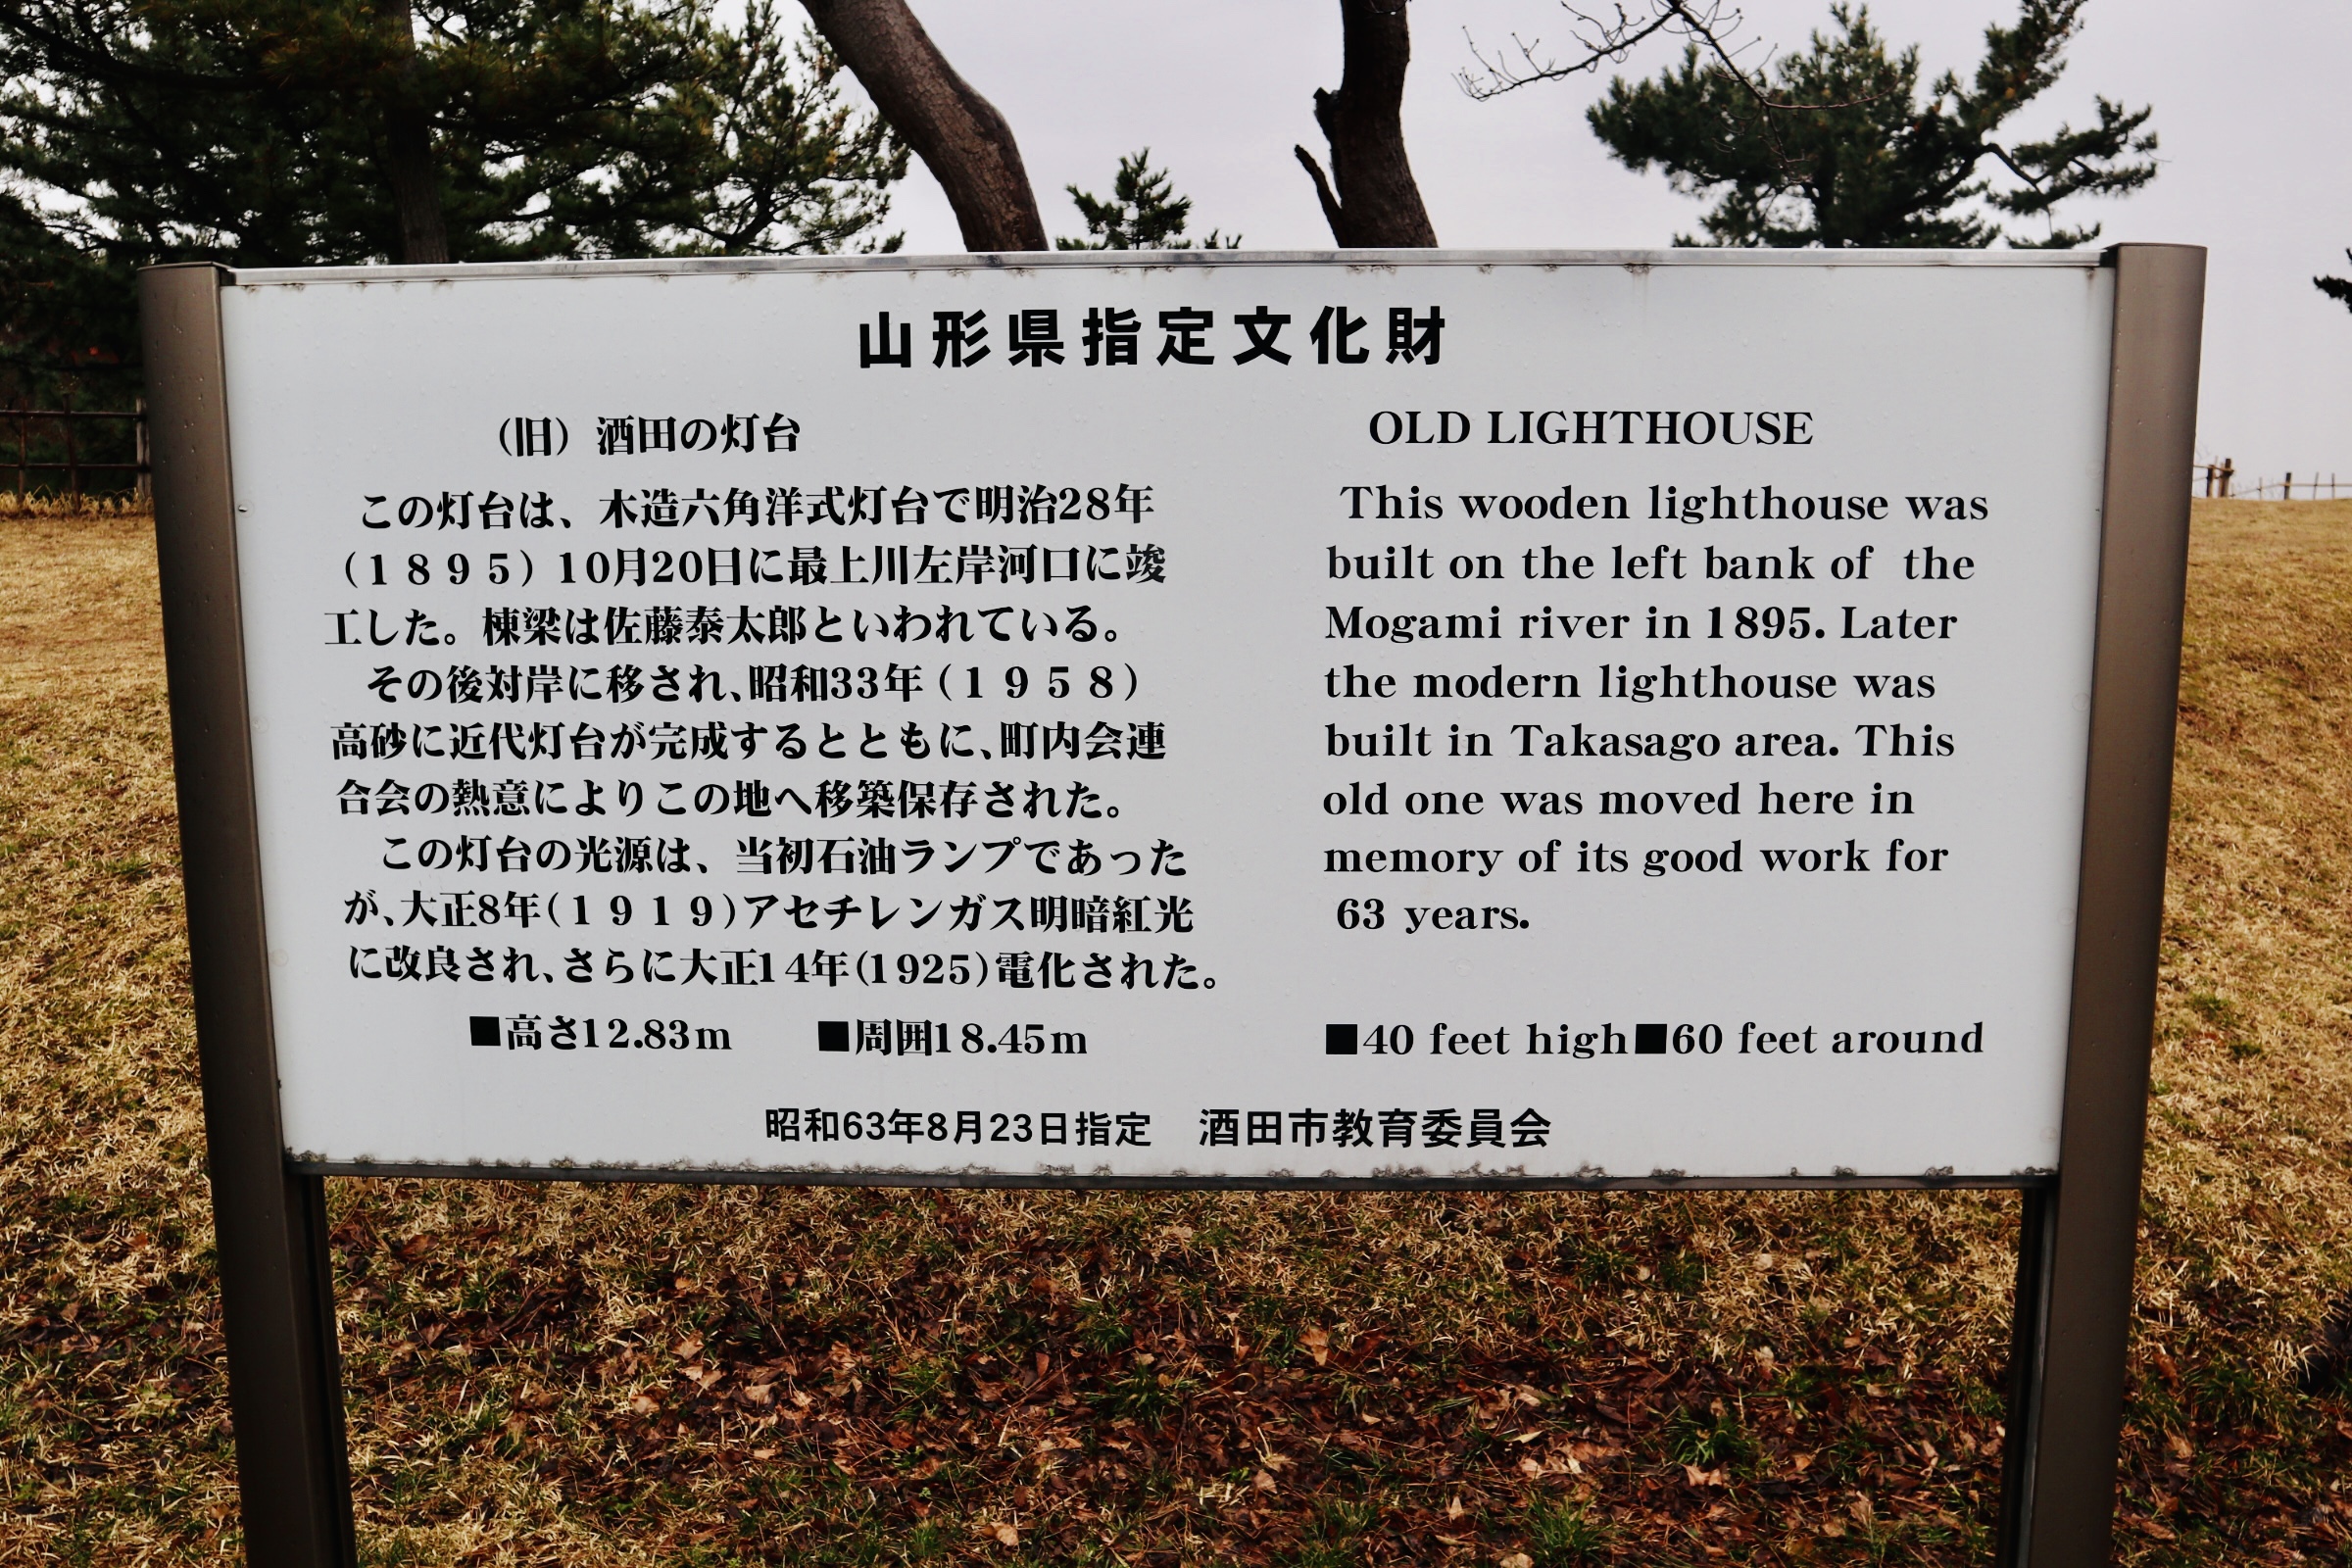 山形県指定文化財
（旧）酒田の灯台
この灯台は、木造六角洋式灯台で明治28年
（１８９５）10月20日に最上川左岸河口に竣
工した。棟梁は佐藤泰太郎といわれている。
その後対岸に移され、昭和33年（１９５８）
高砂に近代灯台が完成するとともに、町内会連
合会の熱意によりこの地へ移築保存された。
この灯台の光源は、当初石油ランプであった
が、大正8年(１９１９)アセチレンガス明暗紅光
に改良され、さらに大正14年(1925)電化された。
■高さ12.83m ■周囲18.45m
OLD LIGHTHOUSE
This wooden lighthouse was
built on the left bank of the
Mogami river in 1895. Later
the modern lighthouse was
built in Takasago area. This
old one was moved here in
memory of its good work for
63 years.
■40 feet high■60 feet around
昭和63年8月23日指定 酒田市教育委員会